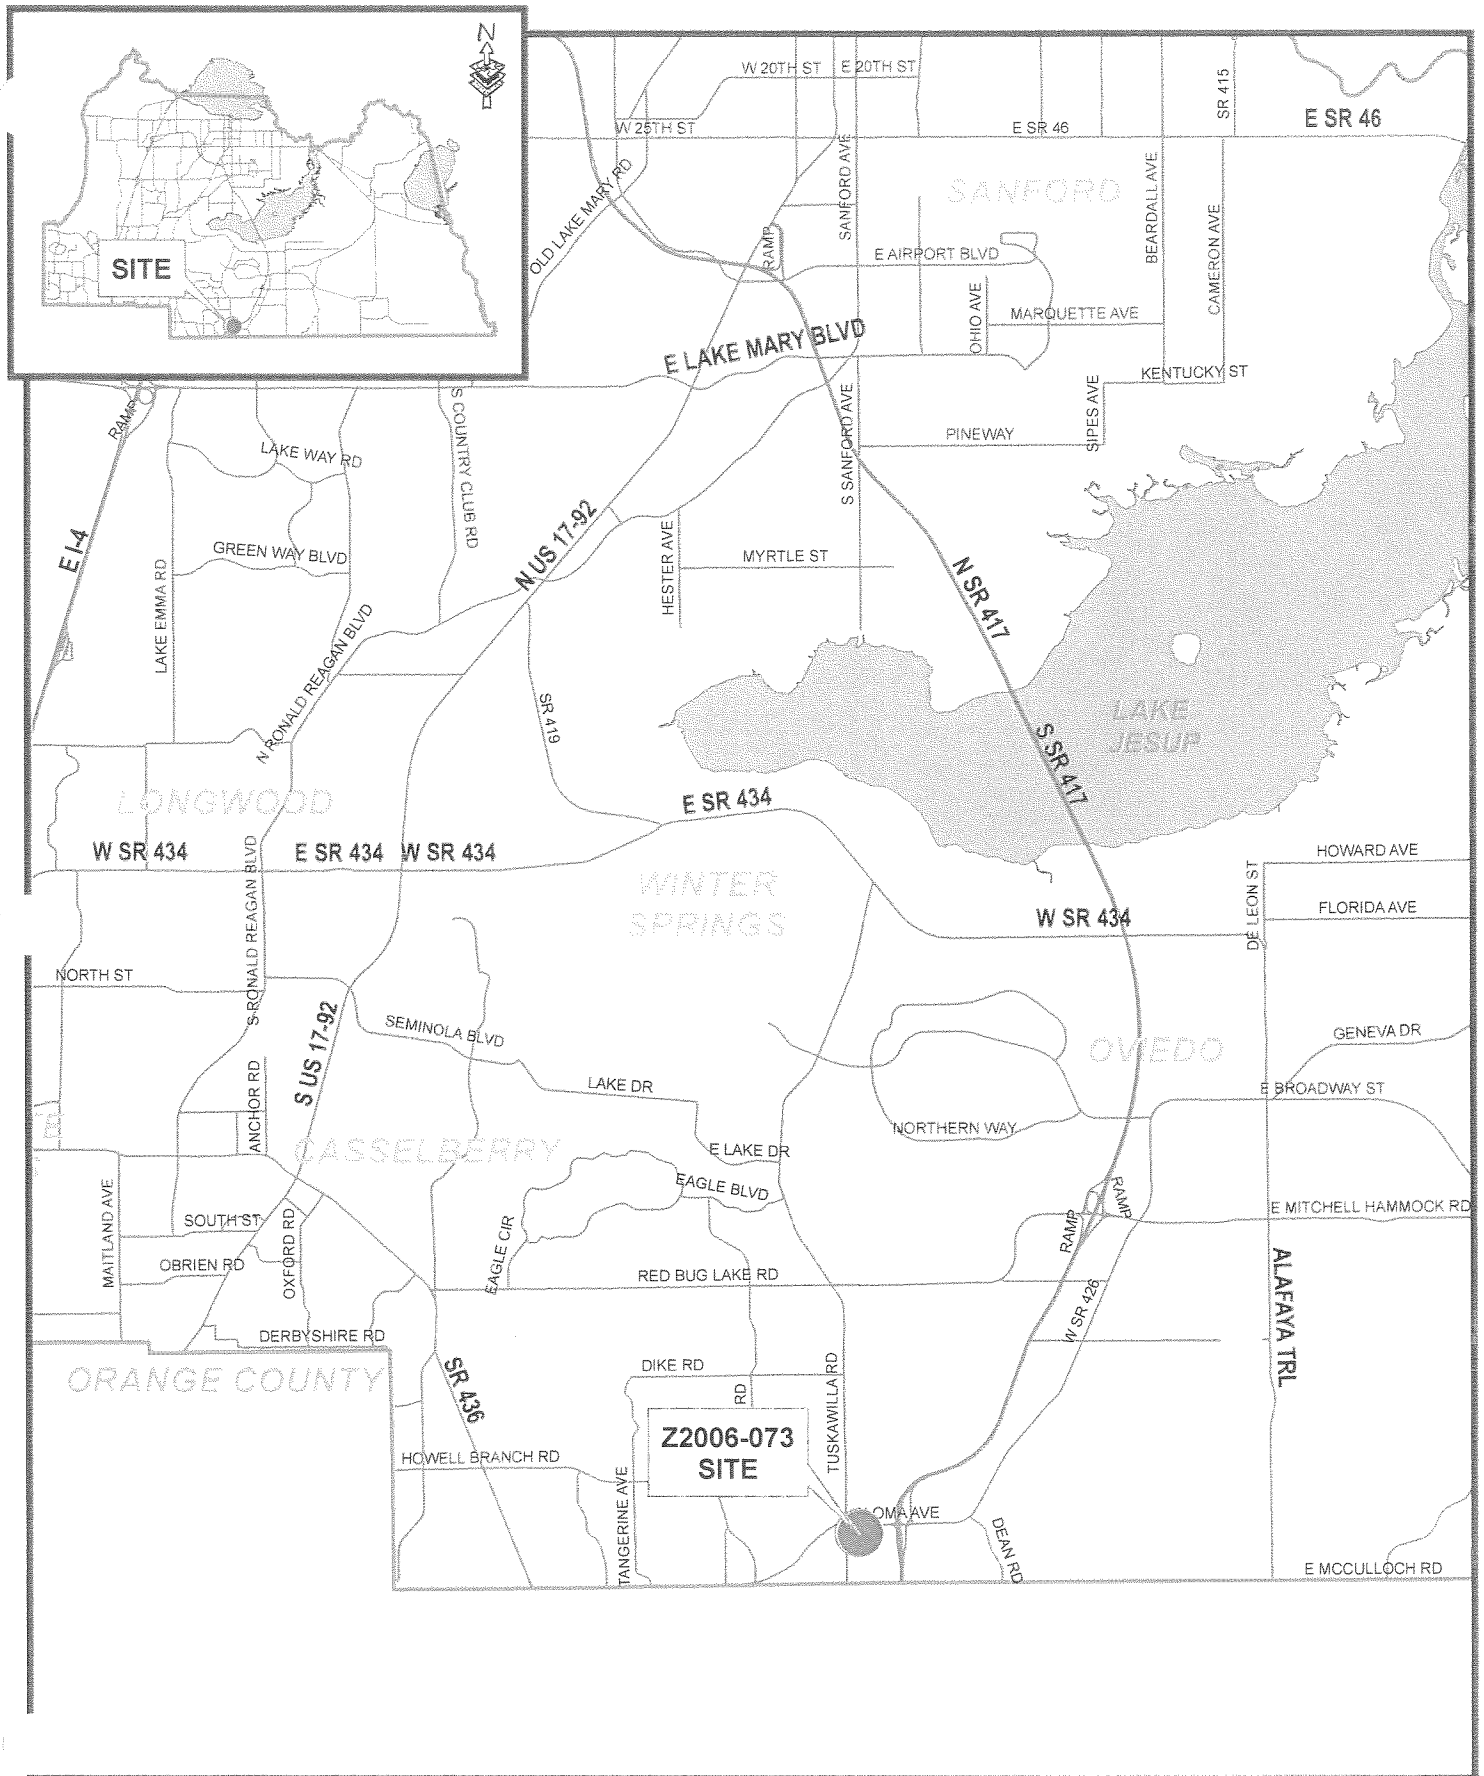 N
SITE
W 20TH ST
E 20TH ST
SR 415
W 25TH ST
E SR 46
E SR 46
OLD LAKE MARY RD
SANFORD AVE
SANFORD
BEARDALL AVE
CAMERON AVE
RAMP
E AIRPORT BLVD
OHIO AVE
MARQUETTE AVE
E LAKE MARY BLVD
KENTUCKY ST
SIPES AVE
RAMP
S COUNTRY CLUB RD
LAKE WAY RD
S SANFORD AVE
PINEWAY
E I-4
GREEN WAY BLVD
N US 17-92
HESTER AVE
MYRTLE ST
N SR 417
LAKE EMMA RD
N RONALD REAGAN BLVD
SR 419
S SR 417
LAKE
JESUP
LONGWOOD
E SR 434
W SR 434
S RONALD REAGAN BLVD
E SR 434
W SR 434
HOWARD AVE
WINTER
SPRINGS
DE LEON ST
W SR 434
FLORIDA AVE
NORTH ST
S US 17-92
SEMINOLA BLVD
OVIEDO
GENEVA DR
ANCHOR RD
LAKE DR
E BROADWAY ST
NORTHERN WAY
CASSELBERRY
E LAKE DR
EAGLE BLVD
MAITLAND AVE
SOUTH ST
OXFORD RD
EAGLE CIR
RAMP
RAMP
E MITCHELL HAMMOCK RD
OBRIEN RD
RED BUG LAKE RD
W SR 426
ALAFAYA TRL
DERBYSHIRE RD
ORANGE COUNTY
SR 436
DIKE RD
RD
TUSKAWILLA RD
Z2006-073
SITE
HOWELL BRANCH RD
TANGERINE AVE
LOMA AVE
DEAN RD
E MCCULLOCH RD